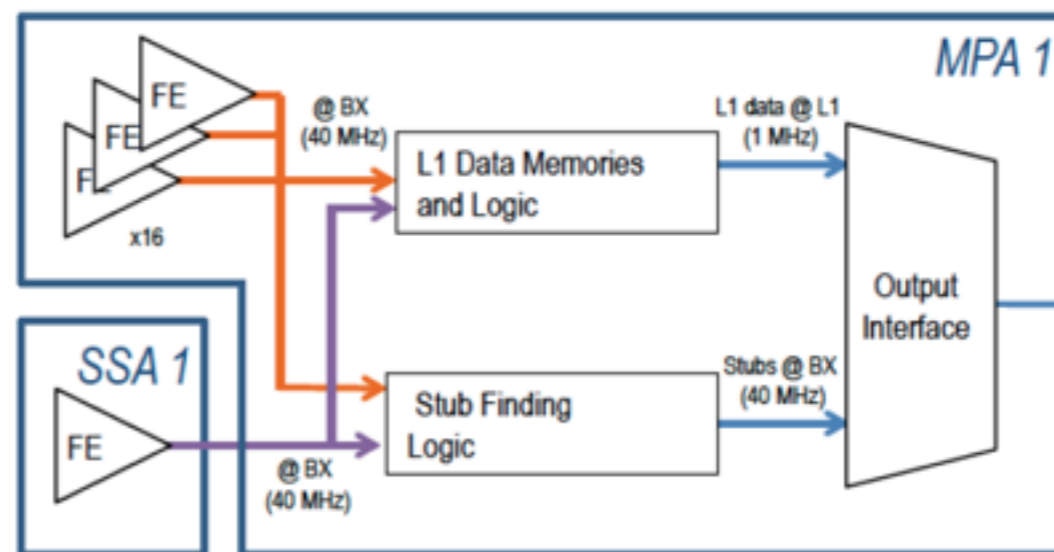 MPA 1
FE
FE
@ BX
(40 MHz)
L1 data @ L1
(1 MHz)
L1 Data Memories
and Logic
x16
Output
Interface
SSA 1
FE
Stubs @ BX
(40 MHz)
Stub Finding
Logic
@ BX
(40 MHz)